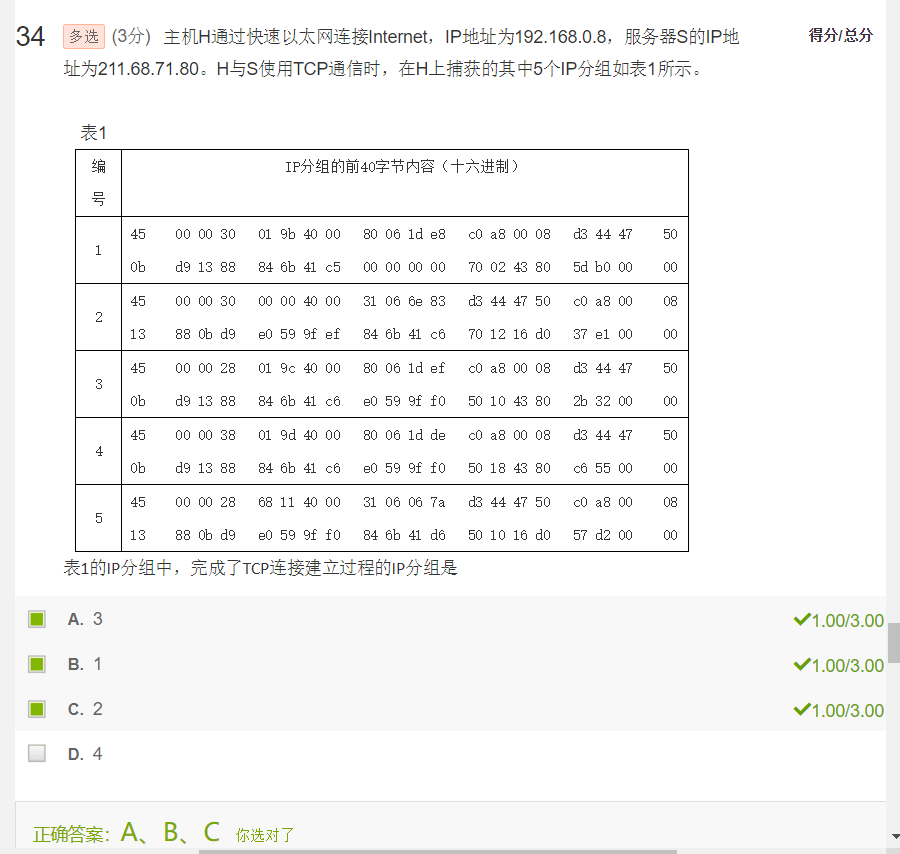 34 多选 (3分) 主机H通过快速以太网连接Internet，IP地址为192.168.0.8，服务器S的IP地 得分/总分
址为211.68.71.80。H与S使用TCP通信时，在H上捕获的其中5个IP分组如表1所示。
表1
编号 IP分组的前40字节内容（十六进制）
1 45 00 00 30 01 9b 40 00 80 06 1d e8 c0 a8 00 08 d3 44 47 50
0b d9 13 88 84 6b 41 c5 00 00 00 00 70 02 43 80 5d b0 00 00
2 45 00 00 30 00 00 40 00 31 06 6e 83 d3 44 47 50 c0 a8 00 08
13 88 0b d9 e0 59 9f ef 84 6b 41 c6 70 12 16 d0 37 e1 00 00
3 45 00 00 28 01 9c 40 00 80 06 1d ef c0 a8 00 08 d3 44 47 50
0b d9 13 88 84 6b 41 c6 e0 59 9f f0 50 10 43 80 2b 32 00 00
4 45 00 00 38 01 9d 40 00 80 06 1d de c0 a8 00 08 d3 44 47 50
0b d9 13 88 84 6b 41 c6 e0 59 9f f0 50 18 43 80 c6 55 00 00
5 45 00 00 28 68 11 40 00 31 06 06 7a d3 44 47 50 c0 a8 00 08
13 88 0b d9 e0 59 9f f0 84 6b 41 d6 50 10 16 d0 57 d2 00 00
表1的IP分组中，完成了TCP连接建立过程的IP分组是
A. 3 1.00/3.00
B. 1 1.00/3.00
C. 2 1.00/3.00
D. 4
正确答案：A、B、C 你选对了